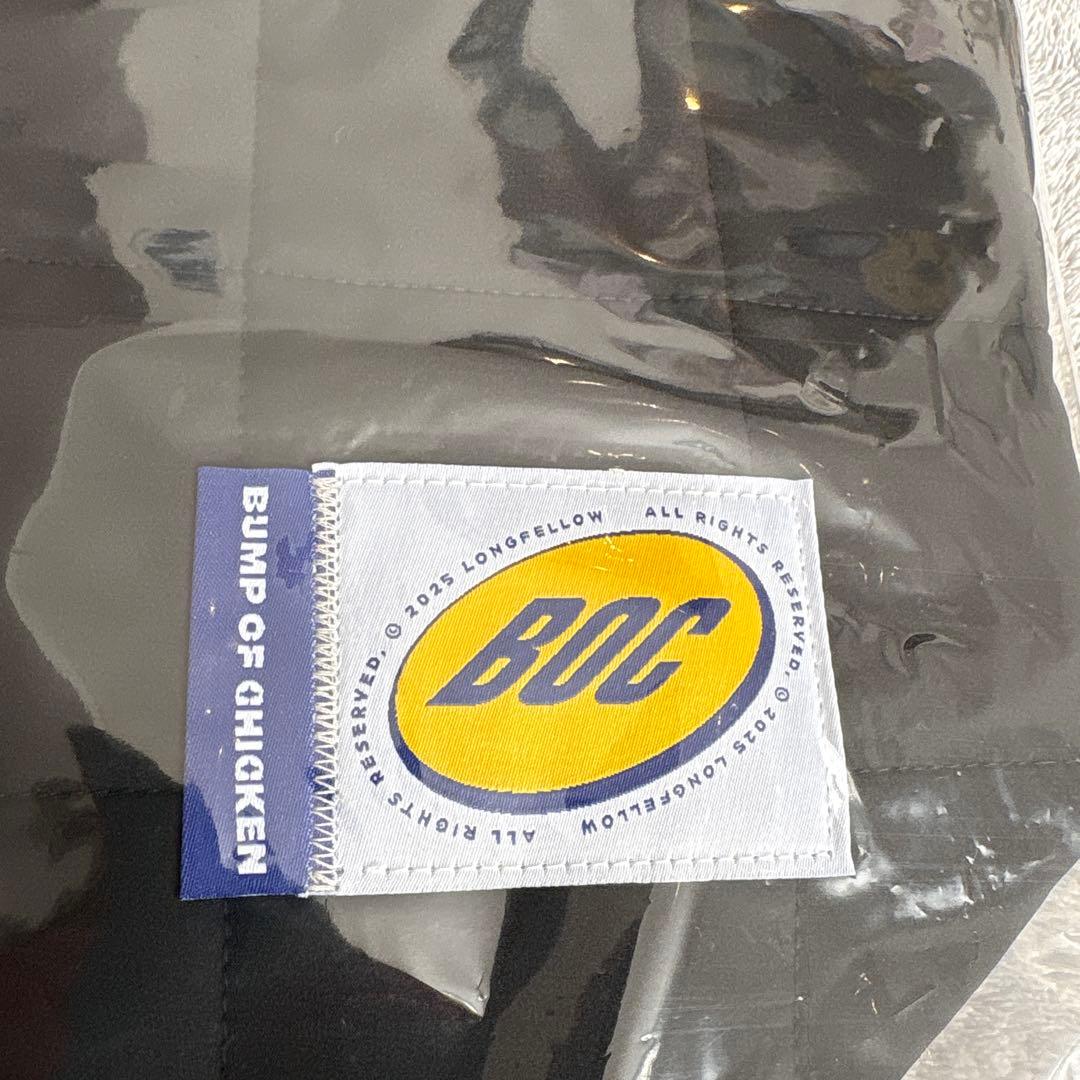 BUMP OF CHICKEN
BOC
© 2025 LONGFELLOW ALL RIGHTS RESERVED,
© 2025 LONGFELLOW ALL RIGHTS RESERVED,